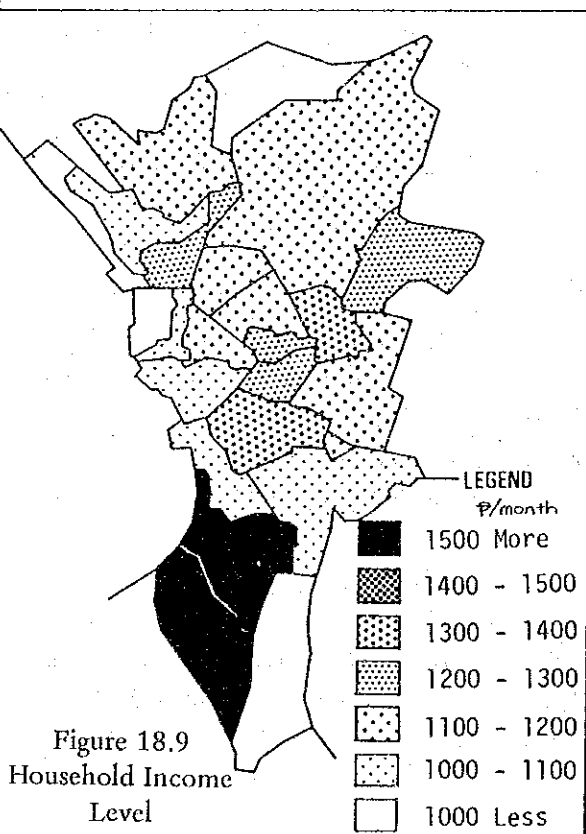 LEGEND
₱/month
1500 More
1400 - 1500
1300 - 1400
1200 - 1300
1100 - 1200
1000 - 1100
1000 Less
Figure 18.9
Household Income
Level